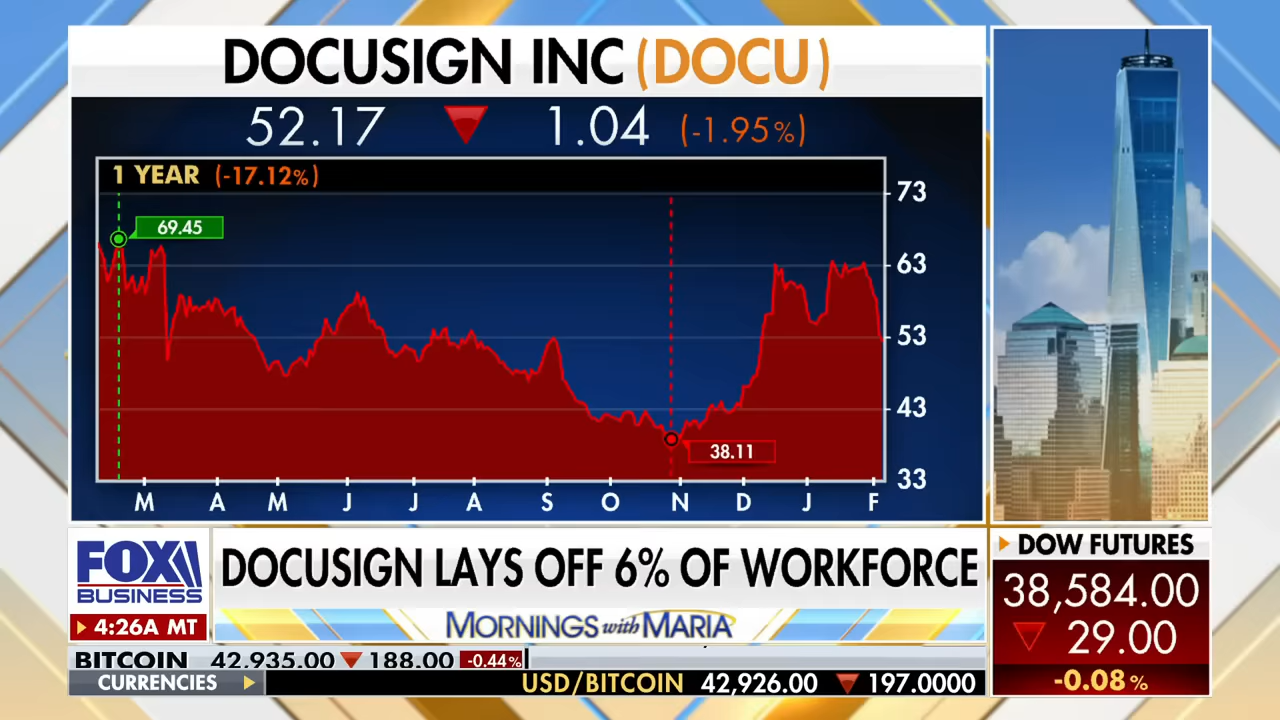 DOCUSIGN INC (DOCU)
52.17 1.04 (-1.95%)
1 YEAR (-17.12%)
73
69.45
63
53
43
38.11
33
M A M J J A S O N D J F
FOX BUSINESS
DOCUSIGN LAYS OFF 6% OF WORKFORCE
4:26A MT
MORNINGS with MARIA
DOW FUTURES
38,584.00
29.00
-0.08%
BITCOIN 42,935.00 188.00 -0.44%
CURRENCIES
USD/BITCOIN 42,926.00 197.0000